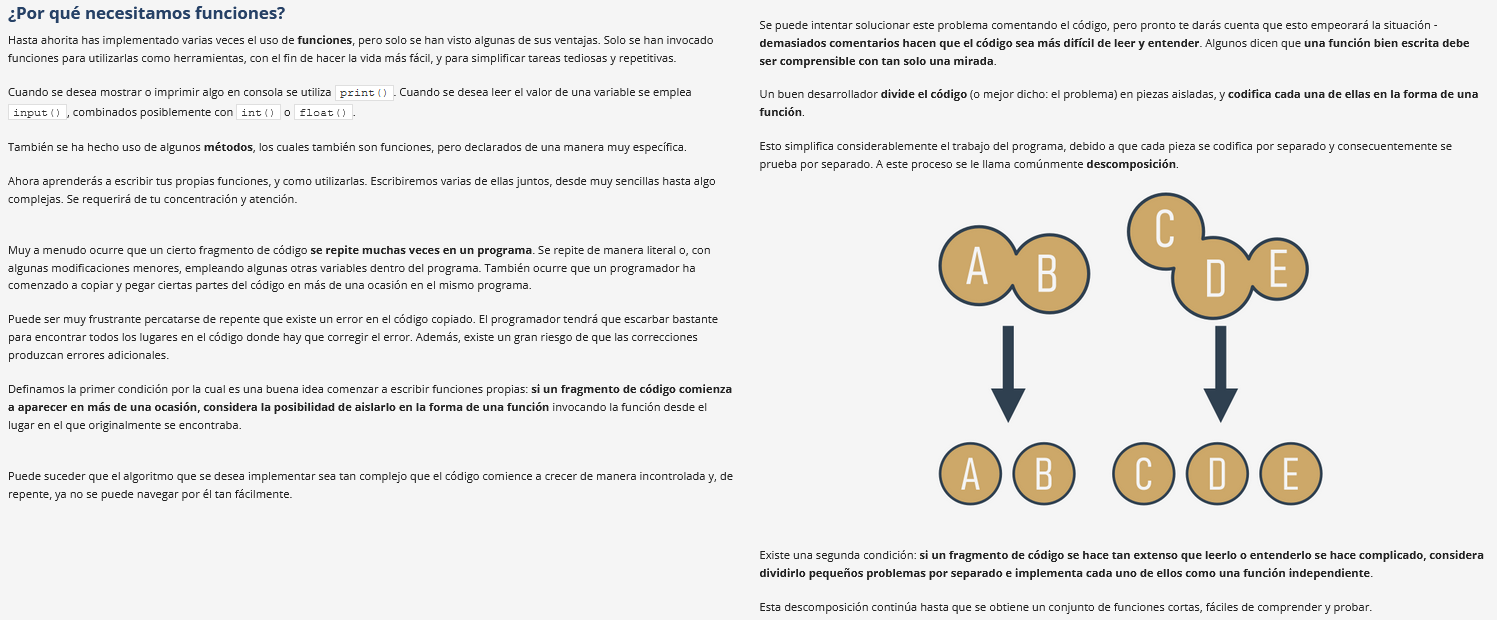 ¿Por qué necesitamos funciones?
Hasta ahorita has implementado varias veces el uso de funciones, pero solo se han visto algunas de sus ventajas. Solo se han invocado
funciones para utilizarlas como herramientas, con el fin de hacer la vida más fácil, y para simplificar tareas tediosas y repetitivas.
Cuando se desea mostrar o imprimir algo en consola se utiliza print(). Cuando se desea leer el valor de una variable se emplea
input(), combinados posiblemente con int() o float().
También se ha hecho uso de algunos métodos, los cuales también son funciones, pero declarados de una manera muy específica.
Ahora aprenderás a escribir tus propias funciones, y como utilizarlas. Escribiremos varias de ellas juntos, desde muy sencillas hasta algo
complejas. Se requerirá de tu concentración y atención.
Muy a menudo ocurre que un cierto fragmento de código se repite muchas veces en un programa. Se repite de manera literal o, con
algunas modificaciones menores, empleando algunas otras variables dentro del programa. También ocurre que un programador ha
comenzado a copiar y pegar ciertas partes del código en más de una ocasión en el mismo programa.
Puede ser muy frustrante percatarse de repente que existe un error en el código copiado. El programador tendrá que escarbar bastante
para encontrar todos los lugares en el código donde hay que corregir el error. Además, existe un gran riesgo de que las correcciones
produzcan errores adicionales.
Definamos la primer condición por la cual es una buena idea comenzar a escribir funciones propias: si un fragmento de código comienza
a aparecer en más de una ocasión, considera la posibilidad de aislarlo en la forma de una función invocando la función desde el
lugar en el que originalmente se encontraba.
Puede suceder que el algoritmo que se desea implementar sea tan complejo que el código comience a crecer de manera incontrolada y, de
repente, ya no se puede navegar por él tan fácilmente.
Se puede intentar solucionar este problema comentando el código, pero pronto te darás cuenta que esto empeorará la situación -
demasiados comentarios hacen que el código sea más difícil de leer y entender. Algunos dicen que una función bien escrita debe
ser comprensible con tan solo una mirada.
Un buen desarrollador divide el código (o mejor dicho: el problema) en piezas aisladas, y codifica cada una de ellas en la forma de una
función.
Esto simplifica considerablemente el trabajo del programa, debido a que cada pieza se codifica por separado y consecuentemente se
prueba por separado. A este proceso se le llama comúnmente descomposición.
A B C D E
A B C D E
Existe una segunda condición: si un fragmento de código se hace tan extenso que leerlo o entenderlo se hace complicado, considera
dividirlo pequeños problemas por separado e implementa cada uno de ellos como una función independiente.
Esta descomposición continúa hasta que se obtiene un conjunto de funciones cortas, fáciles de comprender y probar.